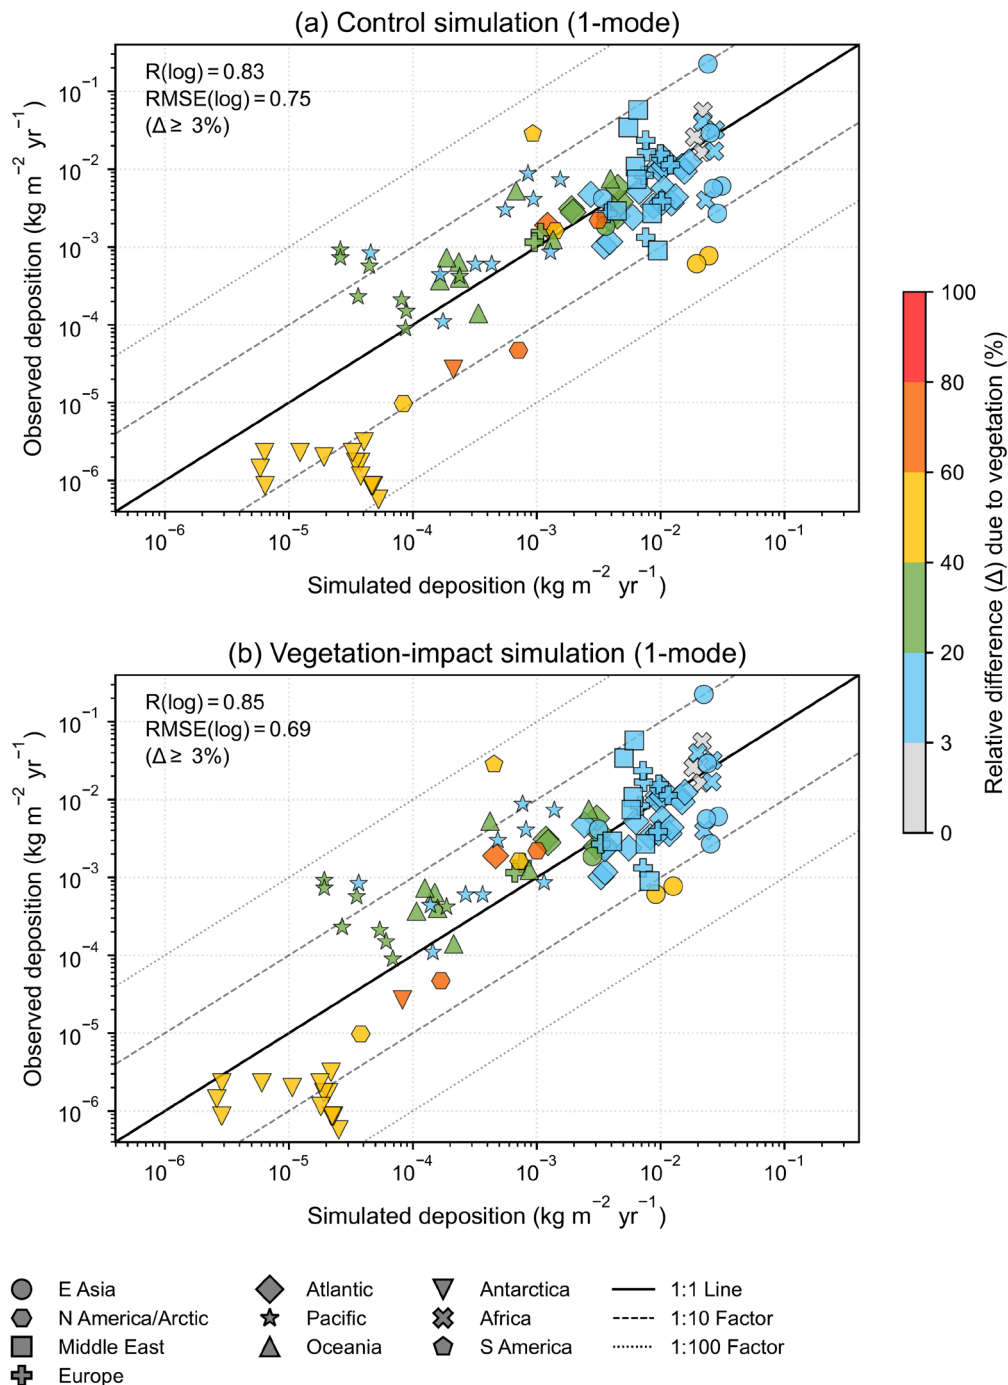 (a) Control simulation (1-mode)
R(log) = 0.83
RMSE(log) = 0.75
(Δ ≥ 3%)
Observed deposition (kg m⁻² yr⁻¹)
10⁻¹
10⁻²
10⁻³
10⁻⁴
10⁻⁵
10⁻⁶
10⁻⁶ 10⁻⁵ 10⁻⁴ 10⁻³ 10⁻² 10⁻¹
Simulated deposition (kg m⁻² yr⁻¹)
(b) Vegetation-impact simulation (1-mode)
R(log) = 0.85
RMSE(log) = 0.69
(Δ ≥ 3%)
Observed deposition (kg m⁻² yr⁻¹)
10⁻¹
10⁻²
10⁻³
10⁻⁴
10⁻⁵
10⁻⁶
10⁻⁶ 10⁻⁵ 10⁻⁴ 10⁻³ 10⁻² 10⁻¹
Simulated deposition (kg m⁻² yr⁻¹)
100
80
60
40
20
3
0
Relative difference (Δ) due to vegetation (%)
E Asia
N America/Arctic
Middle East
Europe
Atlantic
Pacific
Oceania
Antarctica
Africa
S America
1:1 Line
1:10 Factor
1:100 Factor